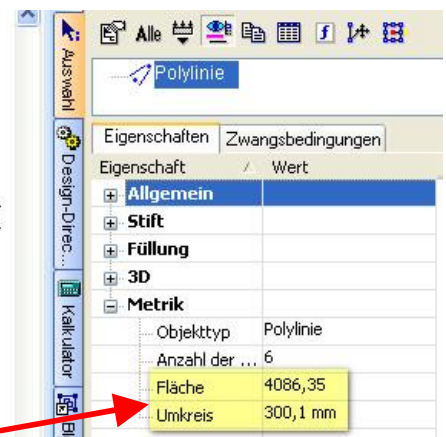 Alle
Polylinie
Auswahl
Design-Direc...
Kalkulator
Bl
Eigenschaften Zwangsbedingungen
Eigenschaft Wert
Allgemein
Stift
Füllung
3D
Metrik
Objekttyp Polylinie
Anzahl der ... 6
Fläche 4086,35
Umkreis 300,1 mm